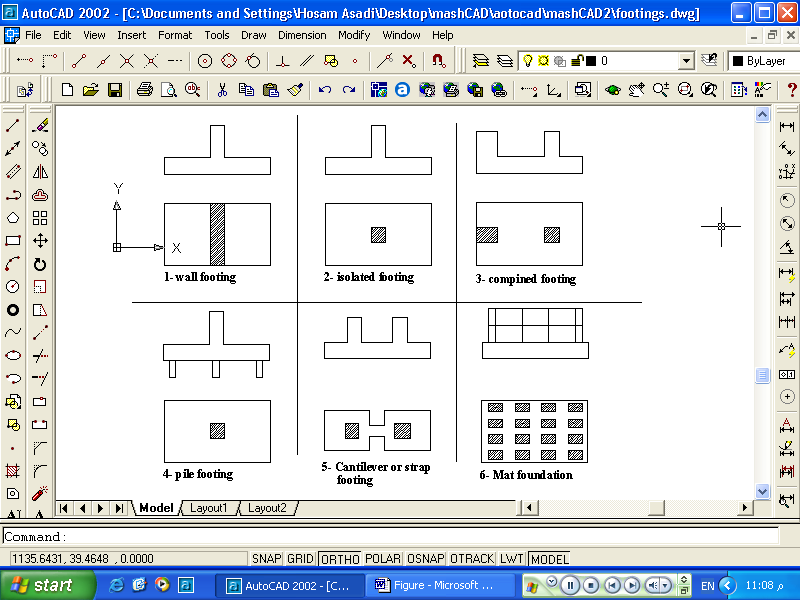 AutoCAD 2002 - [C:\Documents and Settings\Hosam Asadi\Desktop\mashCAD\aotocad\mashCAD2\footings.dwg]
File Edit View Insert Format Tools Draw Dimension Modify Window Help
0 ByLayer
Y
X
1- wall footing 2- isolated footing 3- compined footing
4- pile footing 5- Cantilever or strap footing 6- Mat foundation
Model Layout1 Layout2
Command:
1135.6431, 39.4648 , 0.0000 SNAP GRID ORTHO POLAR OSNAP OTRACK LWT MODEL
start AutoCAD 2002 - [C... Figure - Microsoft ... EN 11:08 م